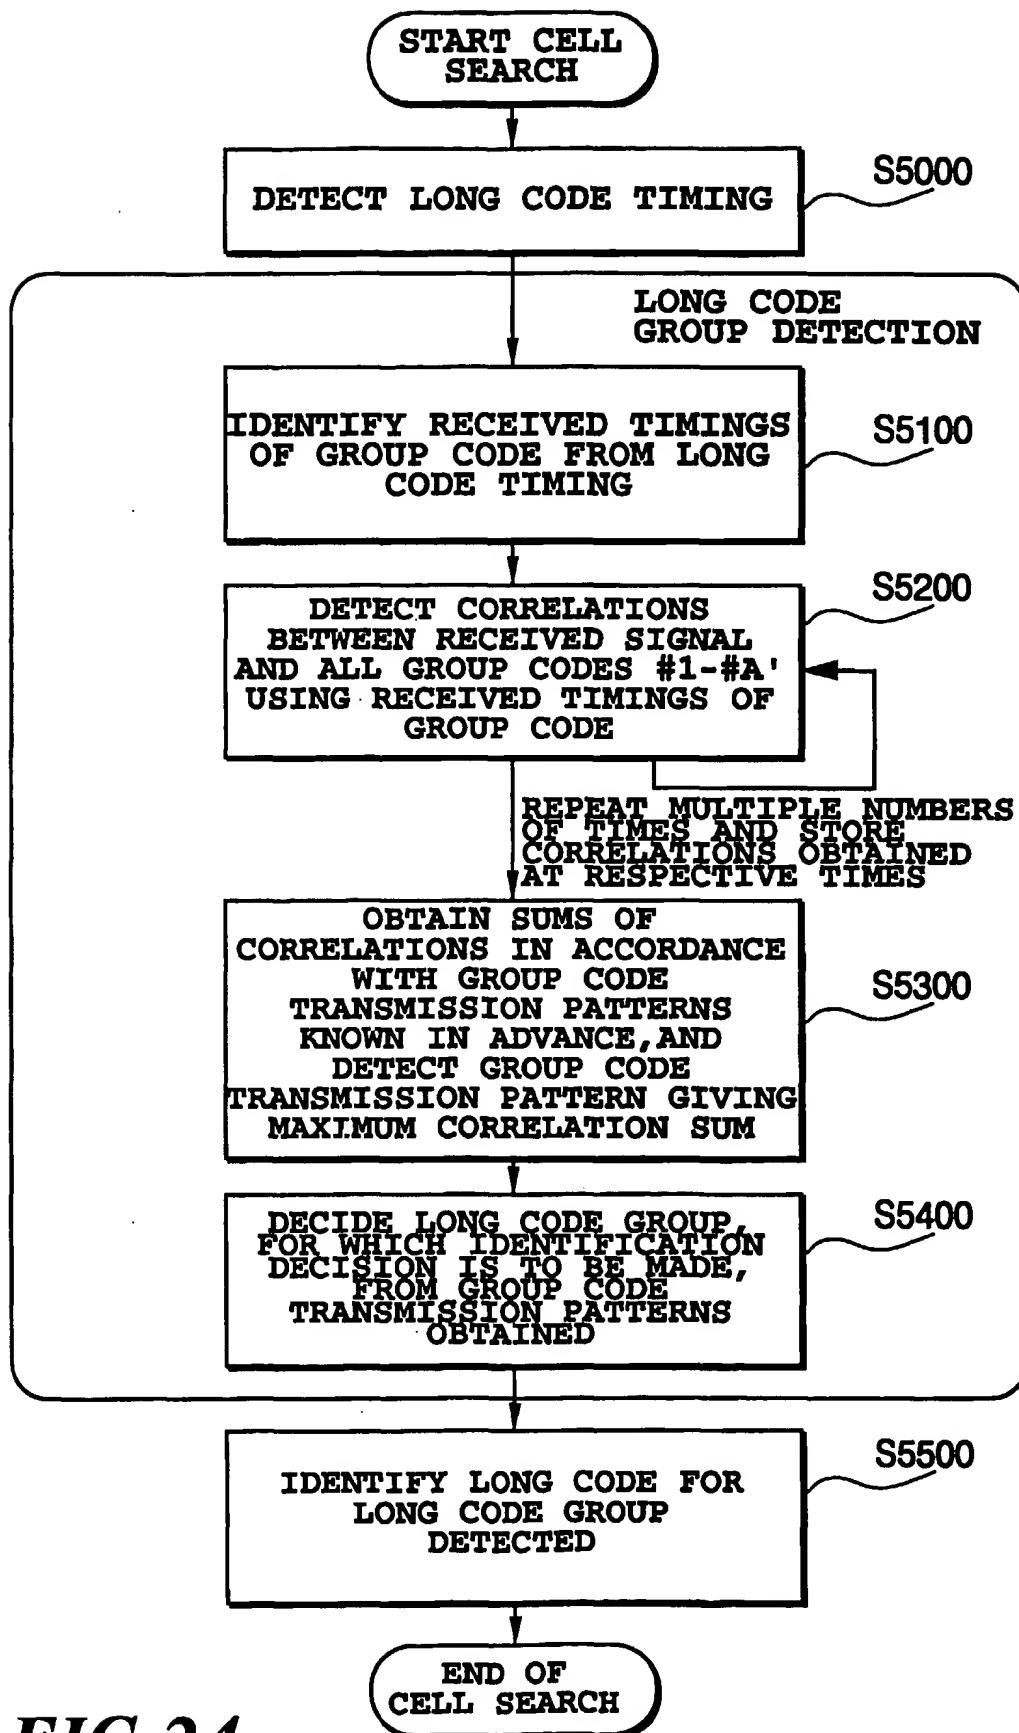 START CELL
SEARCH
S5000
DETECT LONG CODE TIMING
LONG CODE
GROUP DETECTION
S5100
IDENTIFY RECEIVED TIMINGS
OF GROUP CODE FROM LONG
CODE TIMING
S5200
DETECT CORRELATIONS
BETWEEN RECEIVED SIGNAL
AND ALL GROUP CODES #1-#A'
USING RECEIVED TIMINGS OF
GROUP CODE
REPEAT MULTIPLE NUMBERS
OF TIMES AND STORE
CORRELATIONS OBTAINED
AT RESPECTIVE TIMES
S5300
OBTAIN SUMS OF
CORRELATIONS IN ACCORDANCE
WITH GROUP CODE
TRANSMISSION PATTERNS
KNOWN IN ADVANCE,AND
DETECT GROUP CODE
TRANSMISSION PATTERN GIVING
MAXIMUM CORRELATION SUM
S5400
DECIDE LONG CODE GROUP,
FOR WHICH IDENTIFICATION
DECISION IS TO BE MADE,
FROM GROUP CODE
TRANSMISSION PATTERNS
OBTAINED
S5500
IDENTIFY LONG CODE FOR
LONG CODE GROUP
DETECTED
END OF
CELL SEARCH
FIG.24